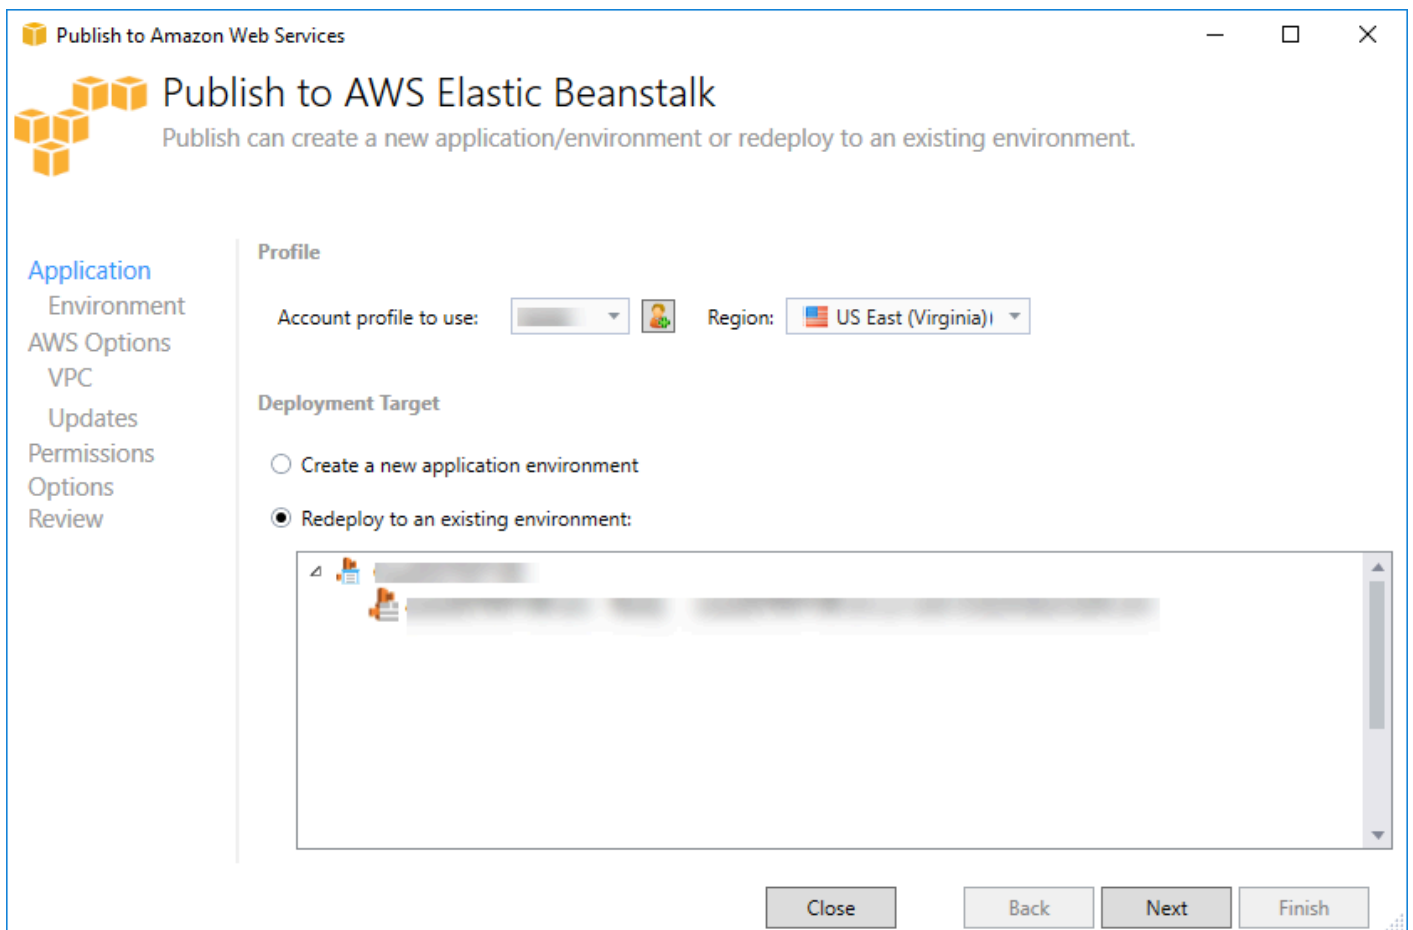 Publish to Amazon Web Services
Publish to AWS Elastic Beanstalk
Publish can create a new application/environment or redeploy to an existing environment.
Application
Environment
AWS Options
VPC
Updates
Permissions
Options
Review
Profile
Account profile to use:
Region:
US East (Virginia)
Deployment Target
Create a new application environment
Redeploy to an existing environment:
Close
Back
Next
Finish